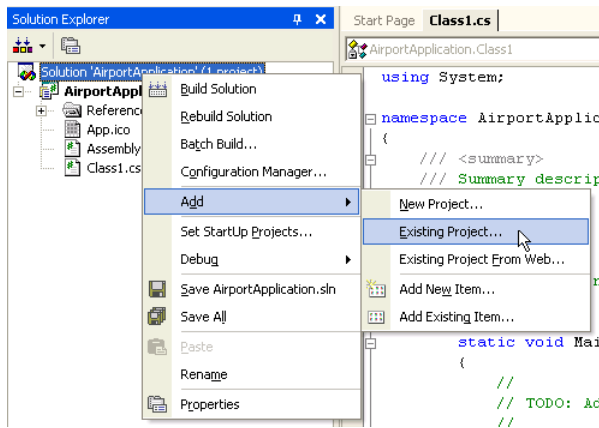 Solution Explorer
Start Page Class1.cs
AirportApplication.Class1
Solution 'AirportApplication' (1 project)
AirportAppl
Referenc
App.ico
Assembly
Class1.cs
Build Solution
Rebuild Solution
Batch Build...
Configuration Manager...
Add
Set StartUp Projects...
Debug
Save AirportApplication.sln
Save All
Paste
Rename
Properties
New Project...
Existing Project...
Existing Project From Web...
Add New Item...
Add Existing Item...
using System;
namespace AirportApplic
{
/// <summary>
/// Summary descrip
static void Mai
{
//
// TODO: Ad
//